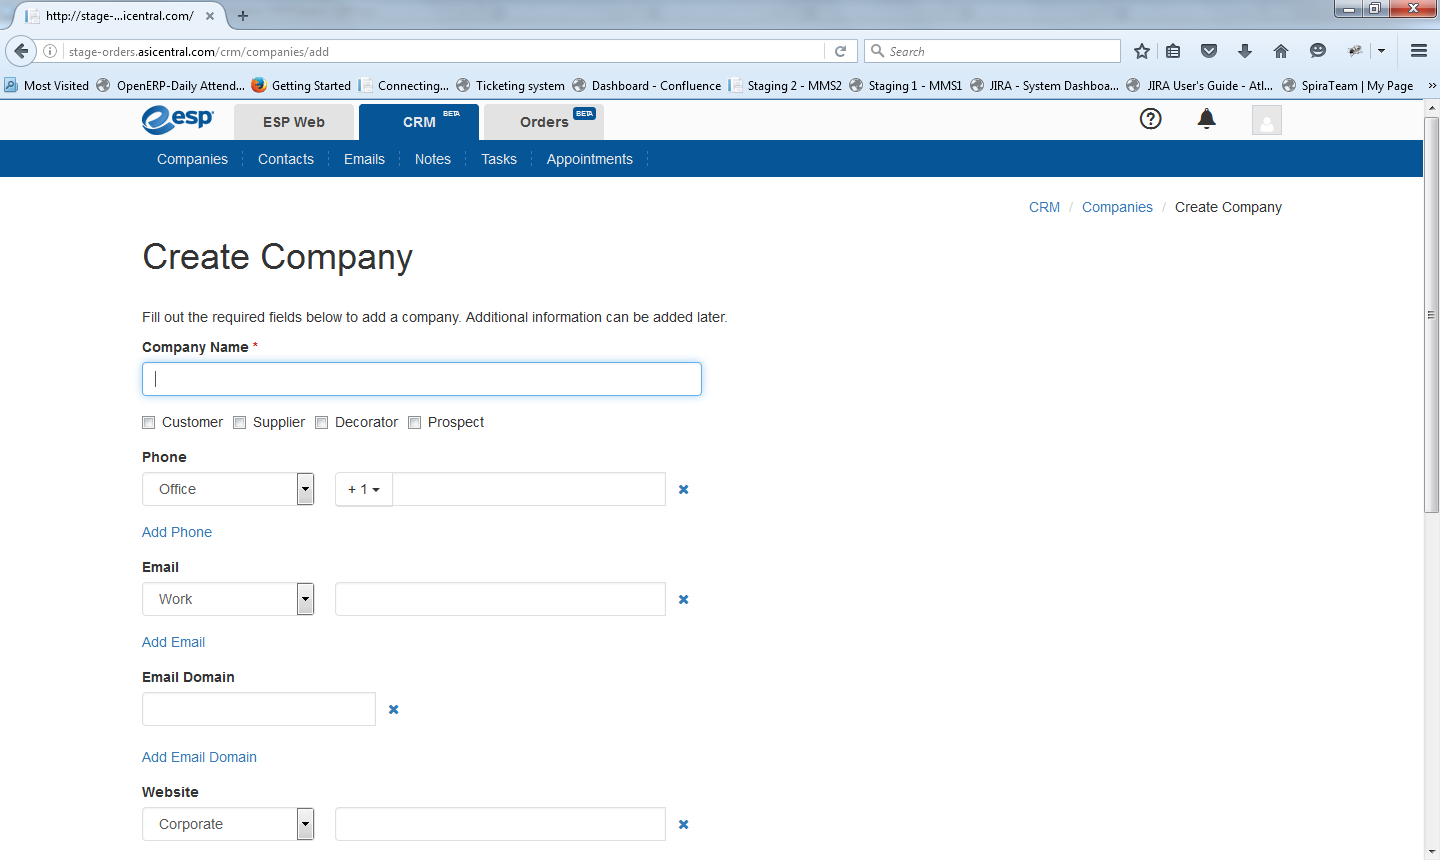 http://stage-...icentral.com/
stage-orders.asicentral.com/crm/companies/add
Search
Most Visited OpenERP-Daily Attend... Getting Started Connecting... Ticketing system Dashboard - Confluence Staging 2 - MMS2 Staging 1 - MMS1 JIRA - System Dashboa... JIRA User's Guide - Atl... SpiraTeam | My Page »
esp ESP Web CRM BETA Orders BETA
Companies Contacts Emails Notes Tasks Appointments
CRM / Companies / Create Company
Create Company
Fill out the required fields below to add a company. Additional information can be added later.
Company Name *
Customer Supplier Decorator Prospect
Phone
Office + 1
Add Phone
Email
Work
Add Email
Email Domain
Add Email Domain
Website
Corporate